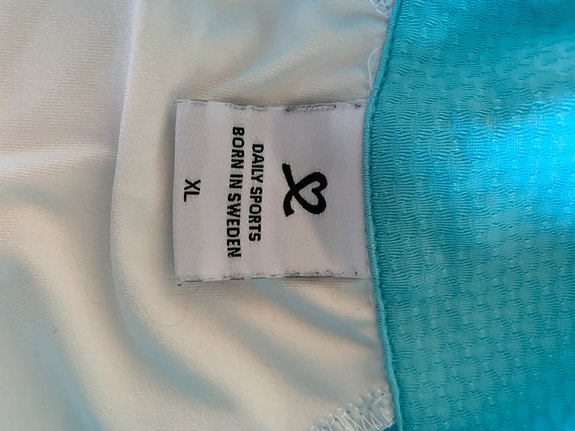 DAILY SPORTS
BORN IN SWEDEN
XL